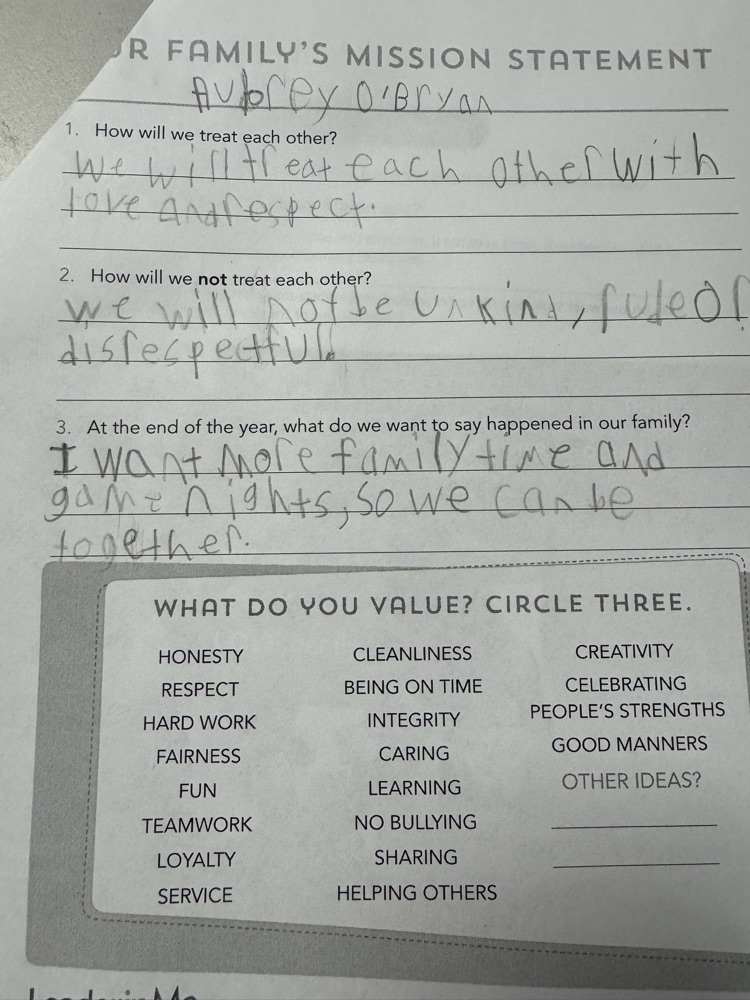 OUR FAMILY'S MISSION STATEMENT
Aubrey O'Bryan
1. How will we treat each other?
We will treat each other with
love and respect.
2. How will we not treat each other?
we will not be unkind, rude or
disrespectful.
3. At the end of the year, what do we want to say happened in our family?
I want more family time and
game nights, so we can be
together.
WHAT DO YOU VALUE? CIRCLE THREE.
HONESTY
RESPECT
HARD WORK
FAIRNESS
FUN
TEAMWORK
LOYALTY
SERVICE
CLEANLINESS
BEING ON TIME
INTEGRITY
CARING
LEARNING
NO BULLYING
SHARING
HELPING OTHERS
CREATIVITY
CELEBRATING
PEOPLE'S STRENGTHS
GOOD MANNERS
OTHER IDEAS?